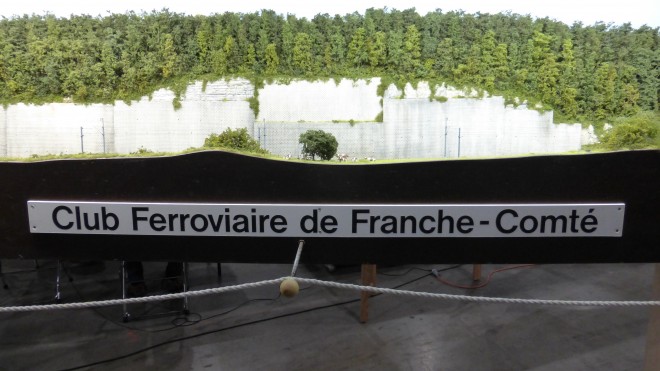 Club Ferroviaire de Franche-Comté